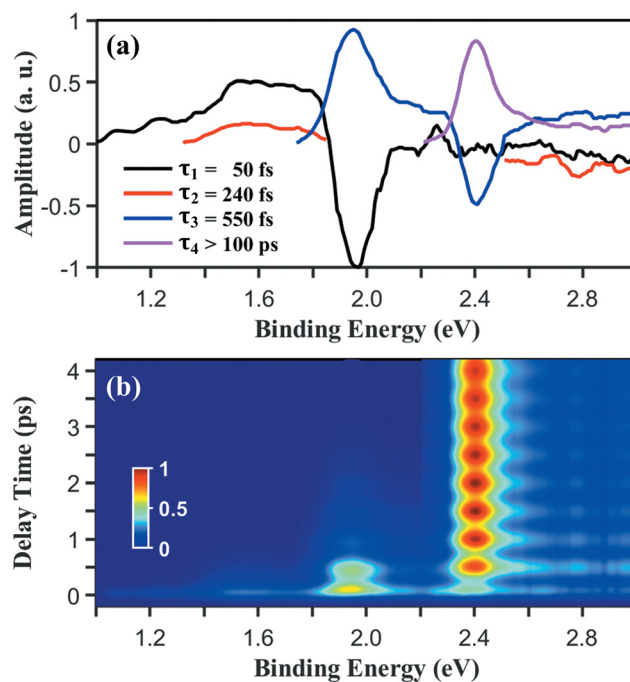 (a)
Amplitude (a. u.)
1
0.5
0
-0.5
-1
τ1 = 50 fs
τ2 = 240 fs
τ3 = 550 fs
τ4 > 100 ps
1.2 1.6 2.0 2.4 2.8
Binding Energy (eV)
(b)
Delay Time (ps)
4
3
2
1
0
1
0.5
0
1.2 1.6 2.0 2.4 2.8
Binding Energy (eV)